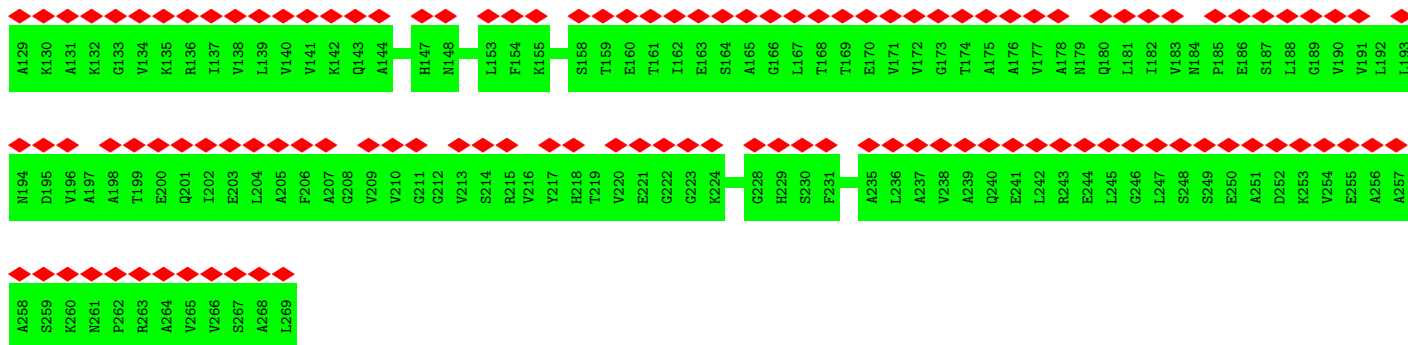 A129 K130 A131 K132 G133 V134 K135 R136 I137 V138 L139 V140 V141 K142 Q143 A144 H147 N148 L153 F154 K155 S158 T159 E160 T161 I162 E163 S164 A165 G166 L167 T168 T169 E170 V171 V172 G173 T174 A175 A176 V177 A178 N179 Q180 L181 I182 V183 N184 P185 E186 S187 L188 G189 V190 V191 L192 L193
N194 D195 V196 A197 A198 T199 E200 Q201 I202 E203 L204 A205 F206 A207 G208 V209 V210 G211 G212 V213 S214 R215 V216 Y217 H218 T219 V220 E221 G222 G223 K224 G228 H229 S230 F231 A235 L236 A237 V238 A239 Q240 E241 L242 R243 E244 L245 G246 L247 S248 S249 E250 A251 D252 K253 V254 E255 A256 A257
A258 S259 K260 N261 P262 R263 A264 V265 V266 S267 A268 L269